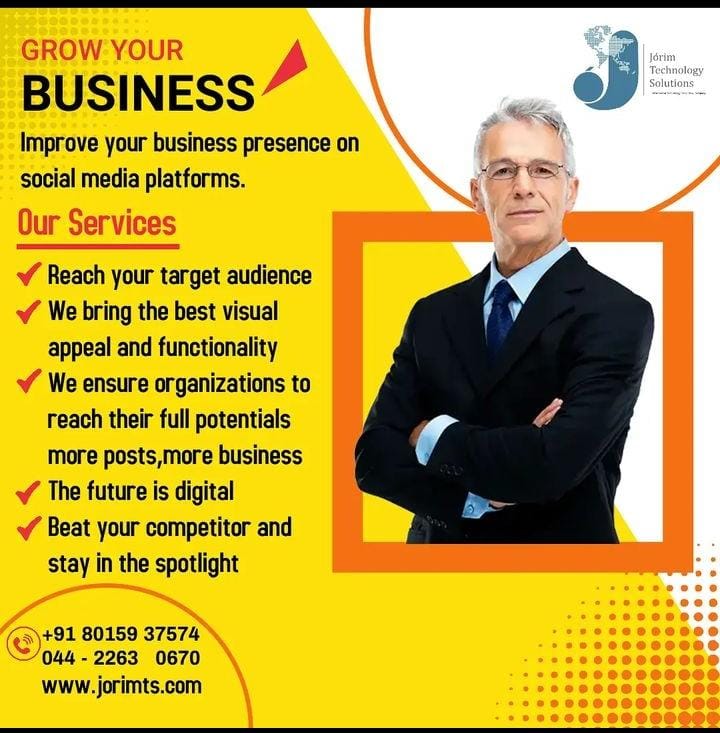 GROW YOUR
BUSINESS
Improve your business presence on
social media platforms.
Our Services
Reach your target audience
We bring the best visual
appeal and functionality
We ensure organizations to
reach their full potentials
more posts,more business
The future is digital
Beat your competitor and
stay in the spotlight
+91 80159 37574
044 - 2263 0670
www.jorimts.com
Jórim
Technology
Solutions